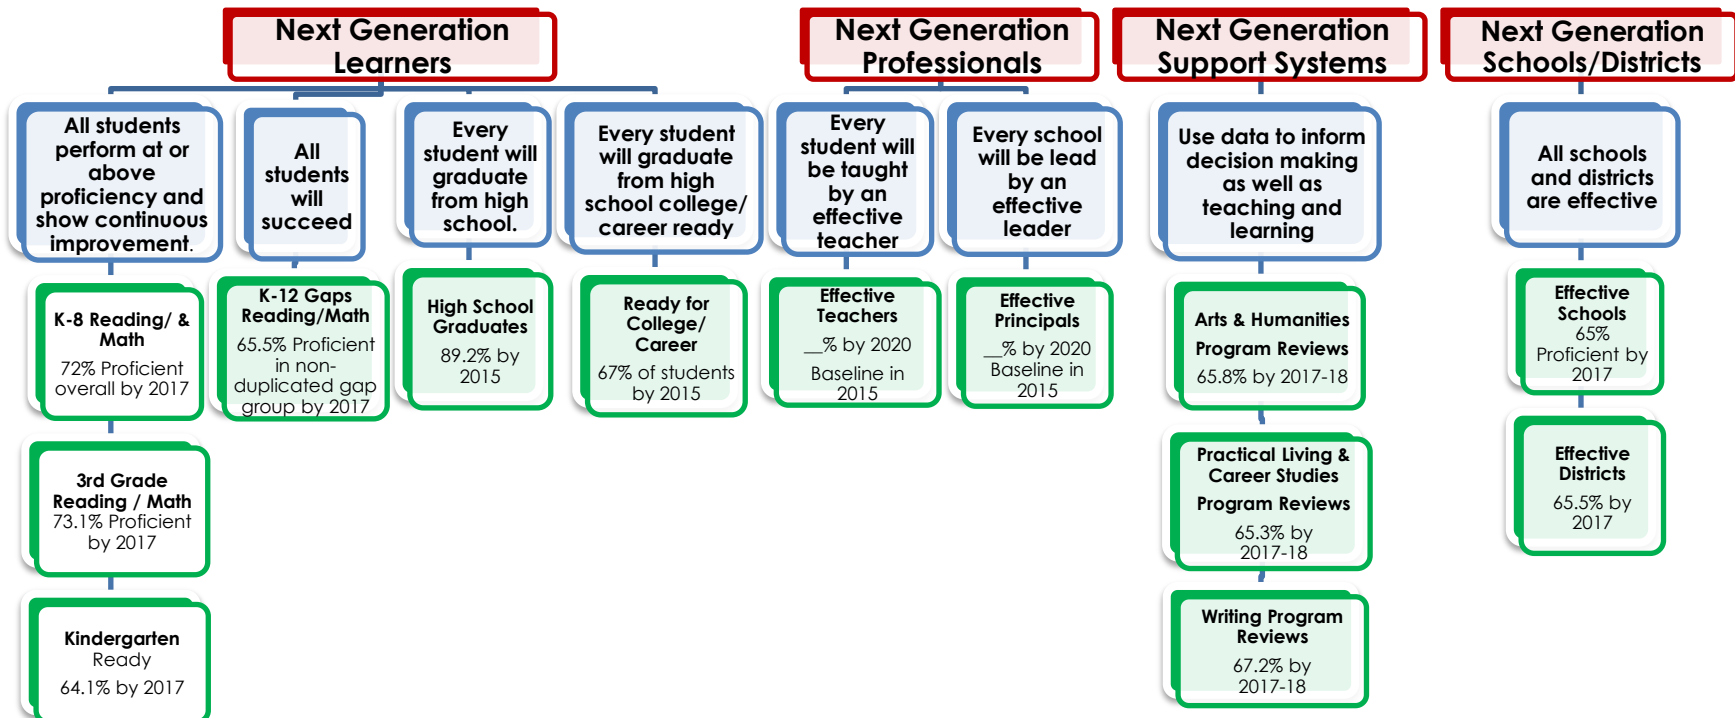 Next Generation
Learners
Next Generation
Professionals
Next Generation
Support Systems
Next Generation
Schools/Districts
All students
perform at or
above
proficiency and
show continuous
improvement.
All
students
will
succeed
Every
student will
graduate
from high
school.
Every student
will graduate
from high
school college/
career ready
Every
student will
be taught
by an
effective
teacher
Every school
will be lead
by an
effective
leader
Use data to inform
decision making
as well as
teaching and
learning
All schools
and districts
are effective
K-8 Reading/ &
Math
72% Proficient
overall by 2017
K-12 Gaps
Reading/Math
65.5% Proficient
in non-
duplicated gap
group by 2017
High School
Graduates
89.2% by
2015
Ready for
College/
Career
67% of students
by 2015
Effective
Teachers
__% by 2020
Baseline in
2015
Effective
Principals
__% by 2020
Baseline in
2015
Arts & Humanities
Program Reviews
65.8% by 2017-18
Effective
Schools
65%
Proficient by
2017
3rd Grade
Reading / Math
73.1% Proficient
by 2017
Practical Living &
Career Studies
Program Reviews
65.3% by
2017-18
Effective
Districts
65.5% by
2017
Kindergarten
Ready
64.1% by 2017
Writing Program
Reviews
67.2% by
2017-18